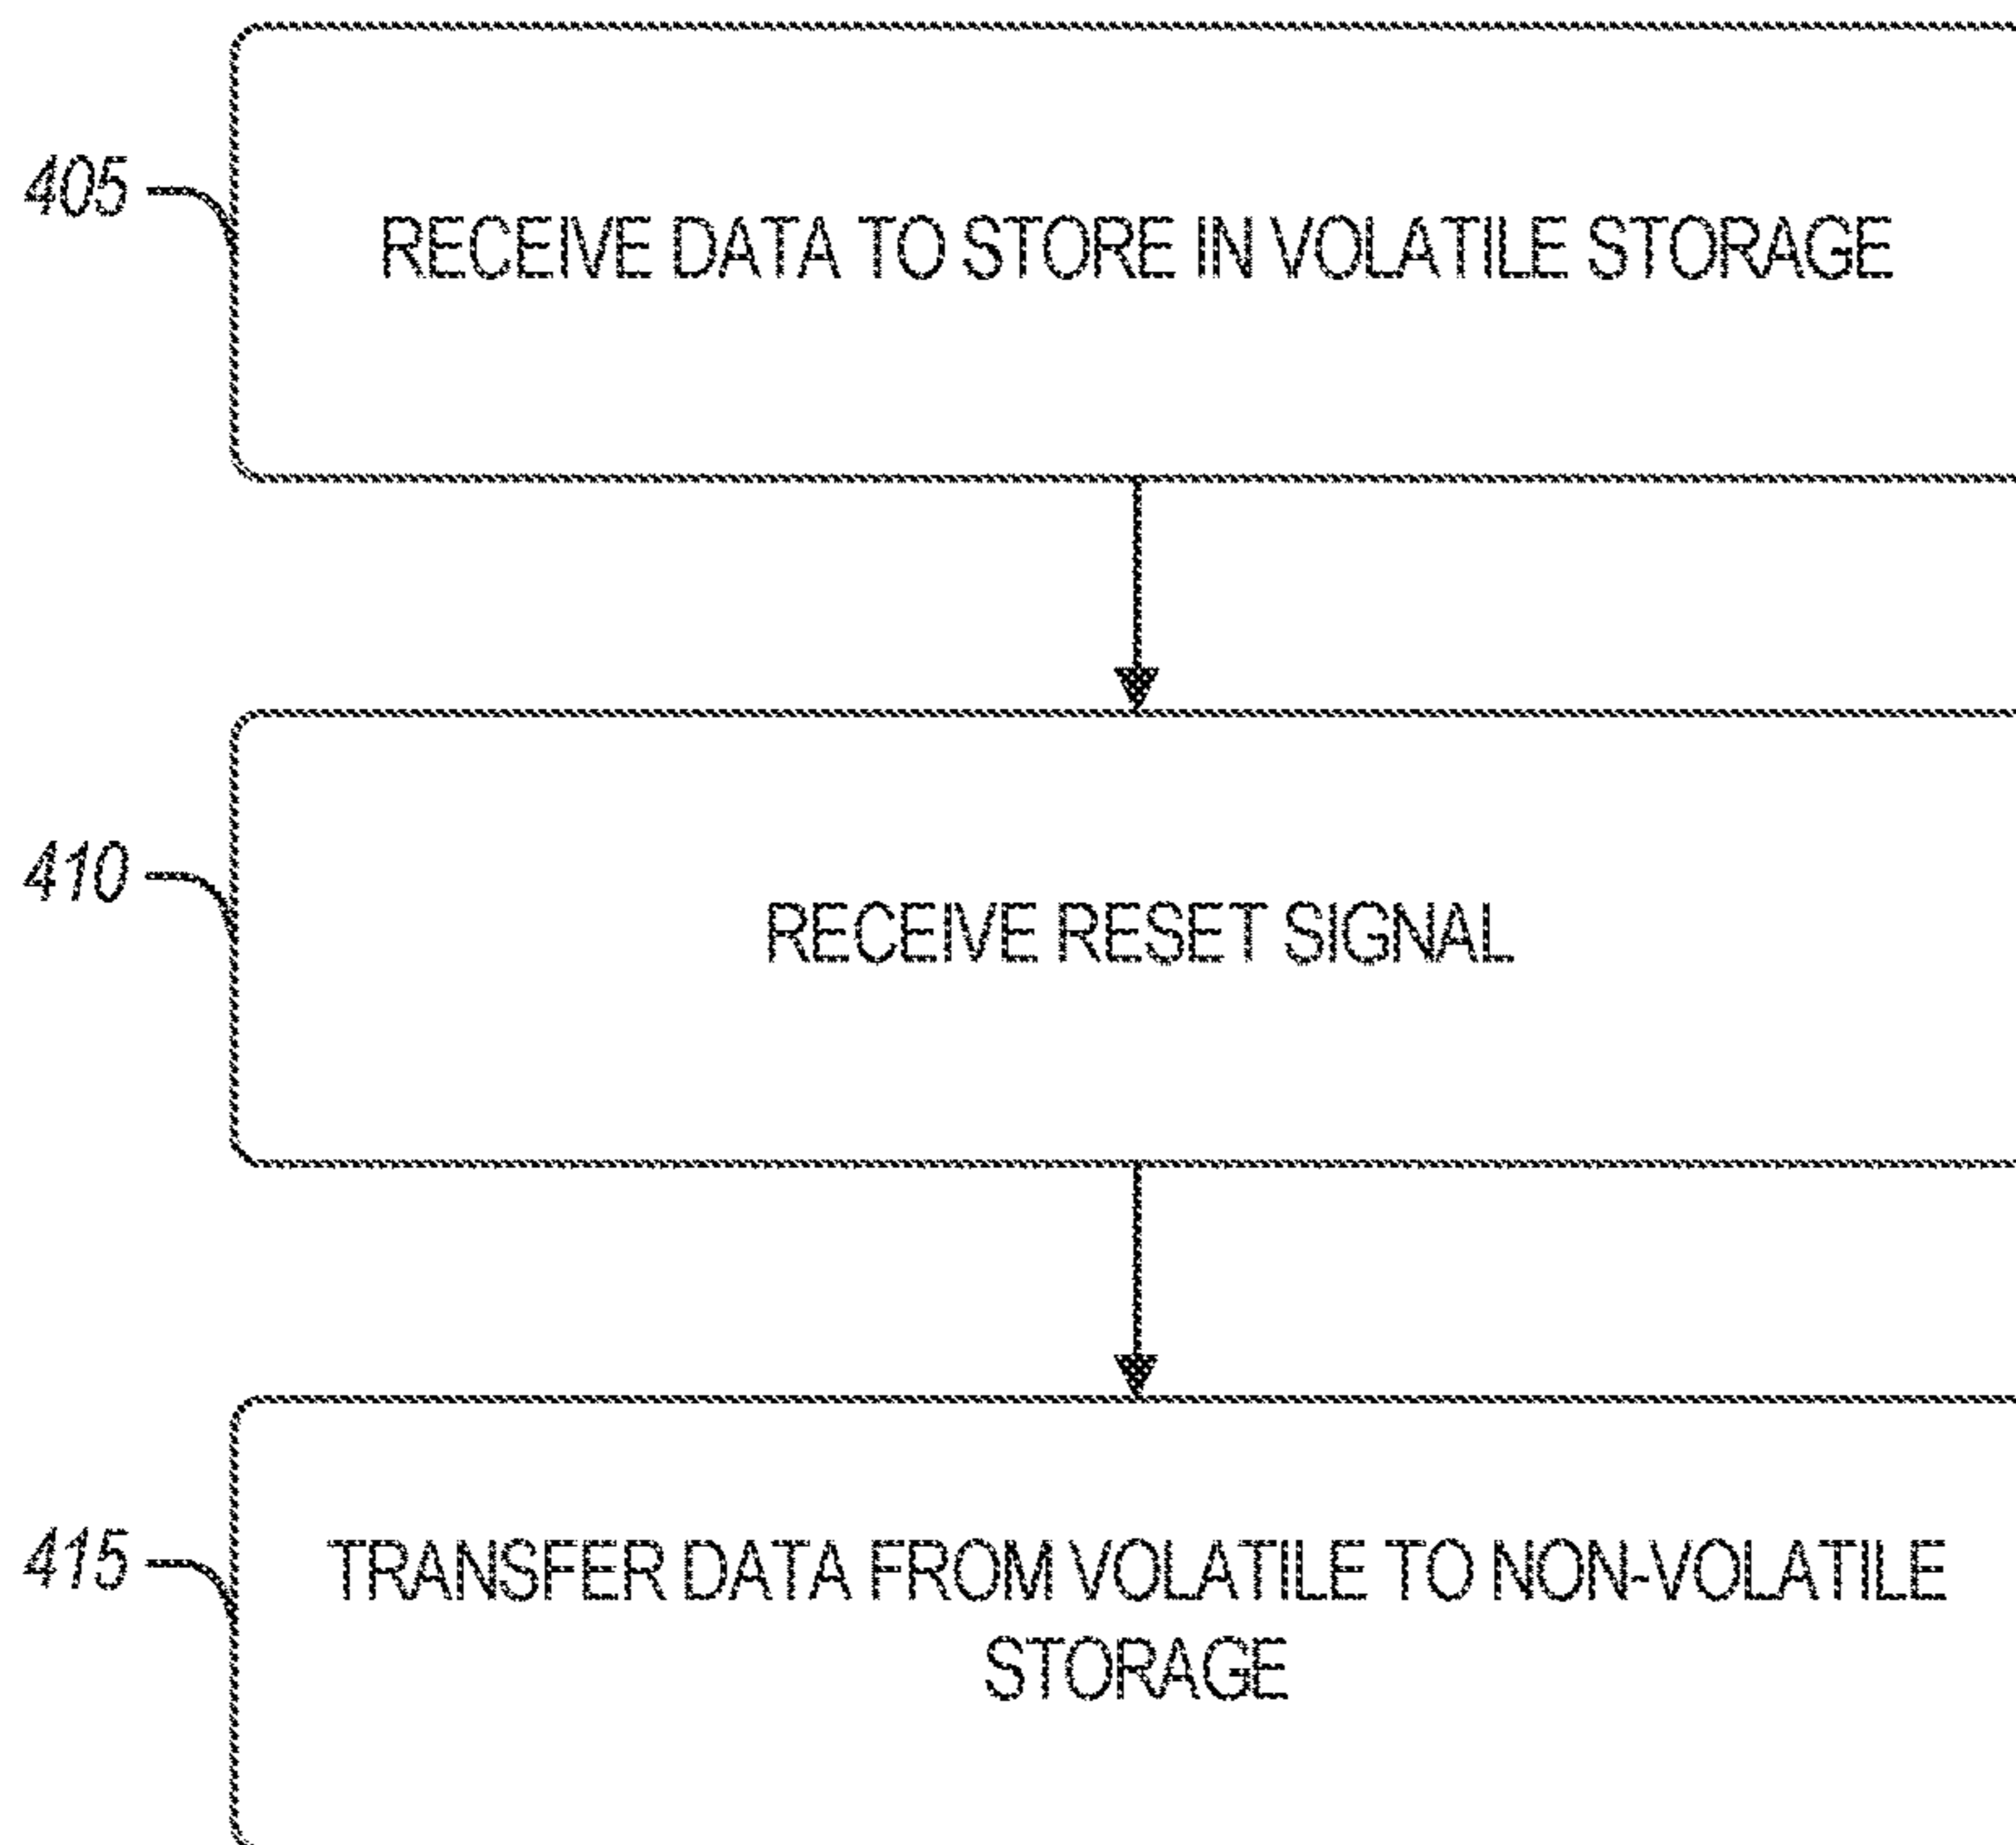 405
RECEIVE DATA TO STORE IN VOLATILE STORAGE
410
RECEIVE RESET SIGNAL
415
TRANSFER DATA FROM VOLATILE TO NON-VOLATILE
STORAGE